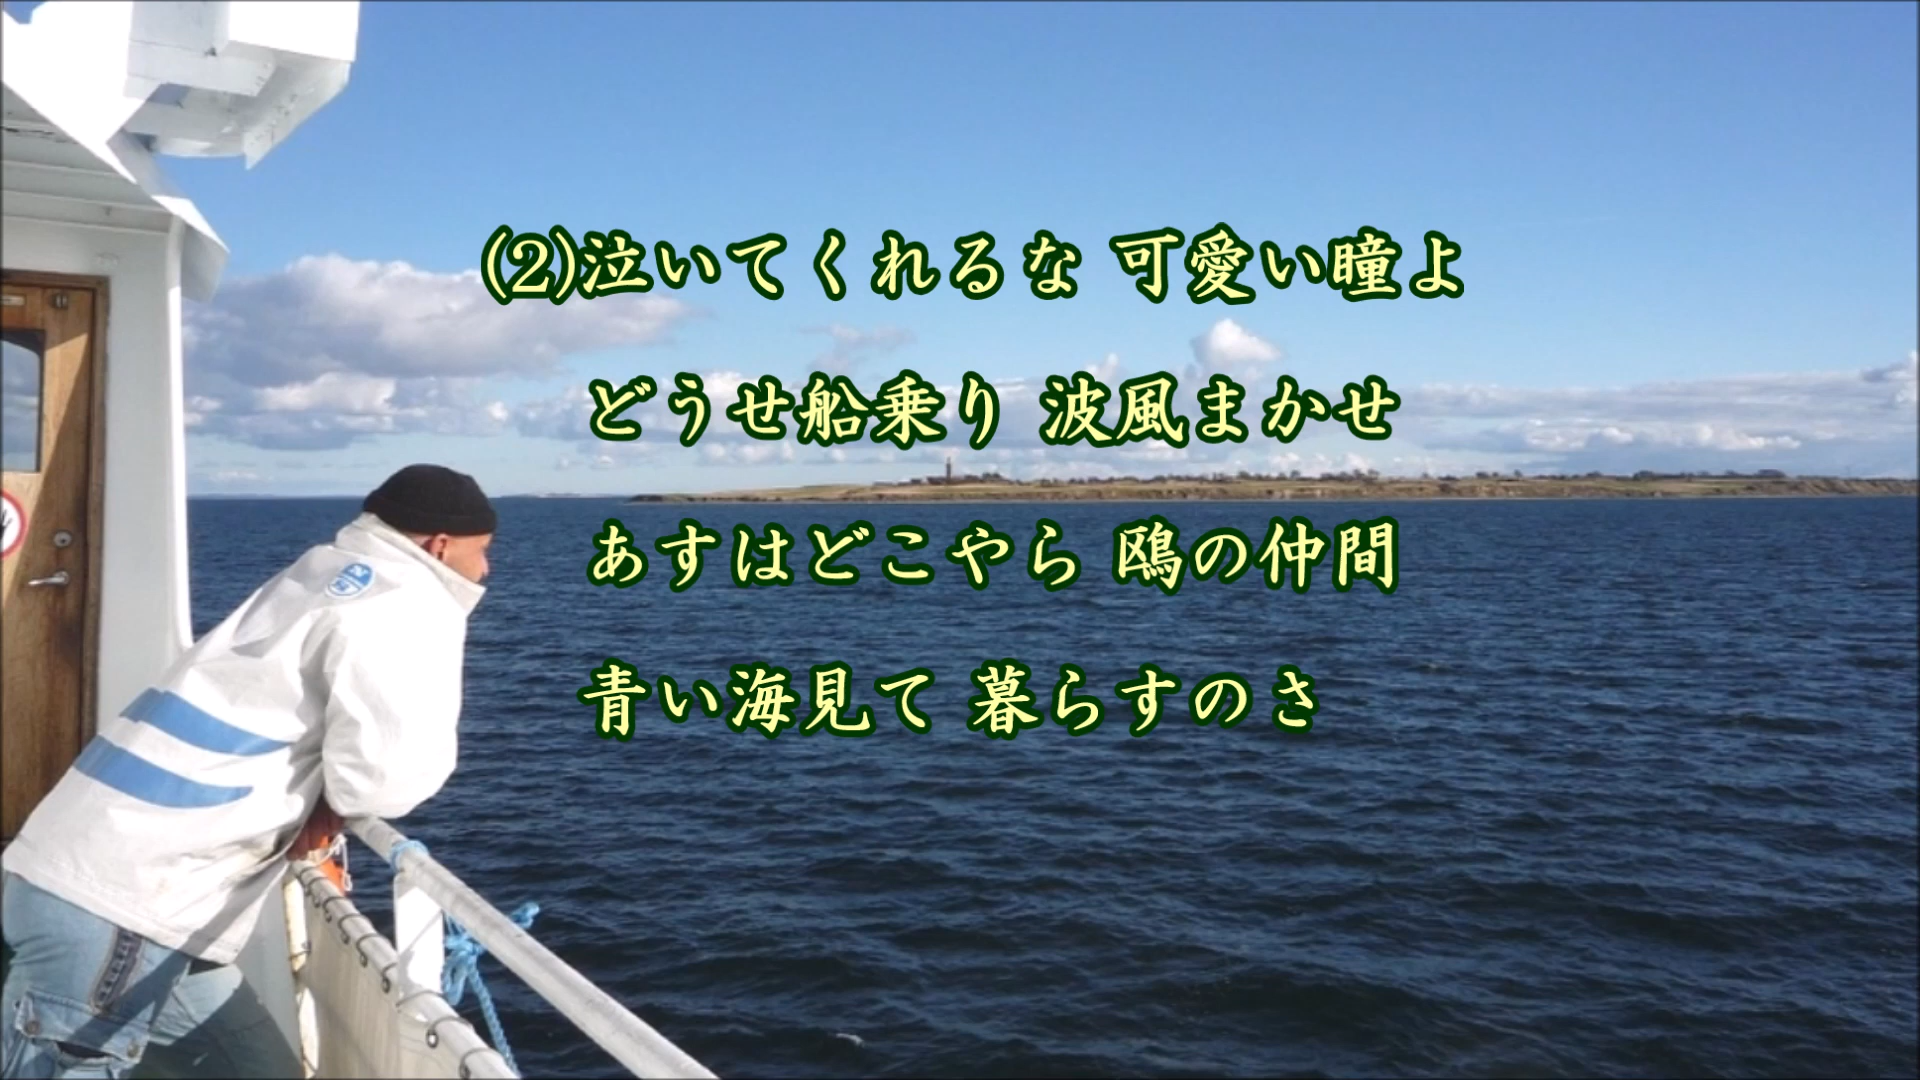 (2)泣いてくれるな 可愛い瞳よ
どうせ船乗り 波風まかせ
あすはどこやら 鴎の仲間
青い海見て 暮らすのさ